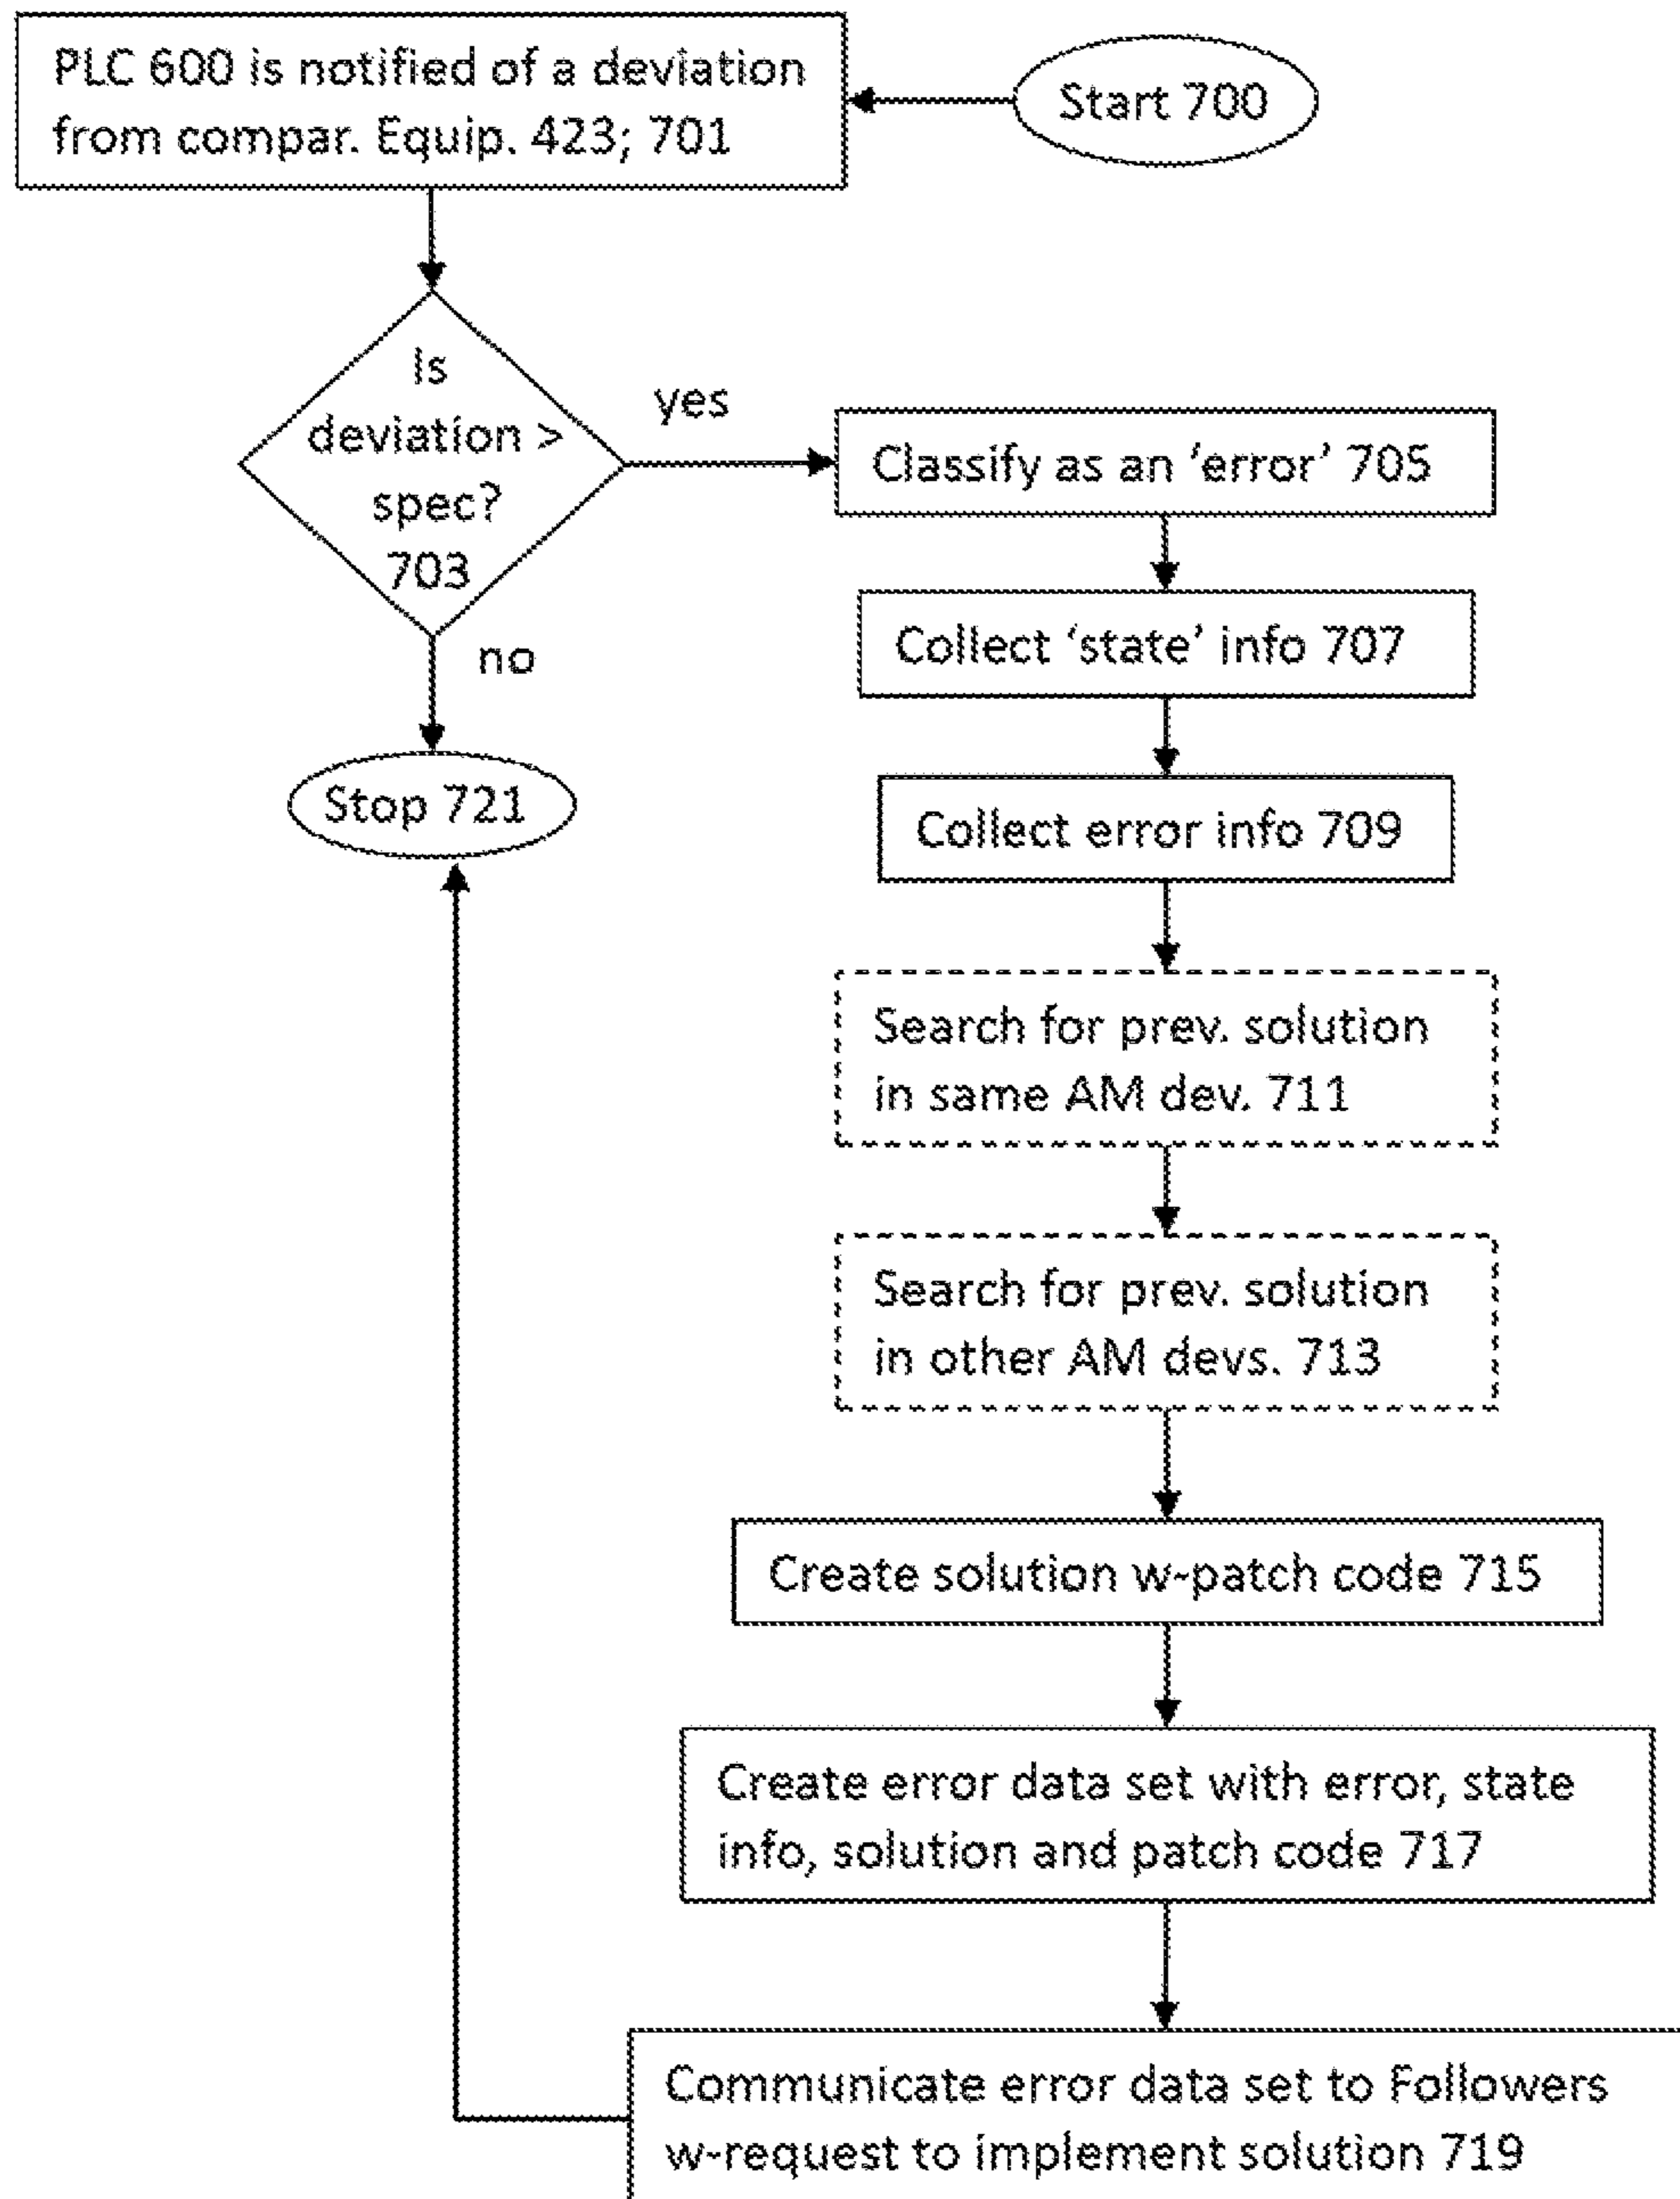 PLC 600 is notified of a deviation
from compar. Equip. 423; 701
Start 700
Is
deviation >
spec?
703
yes
no
Stop 721
Classify as an ‘error’ 705
Collect ‘state’ info 707
Collect error info 709
Search for prev. solution
in same AM dev. 711
Search for prev. solution
in other AM devs. 713
Create solution w-patch code 715
Create error data set with error, state
info, solution and patch code 717
Communicate error data set to Followers
w-request to implement solution 719